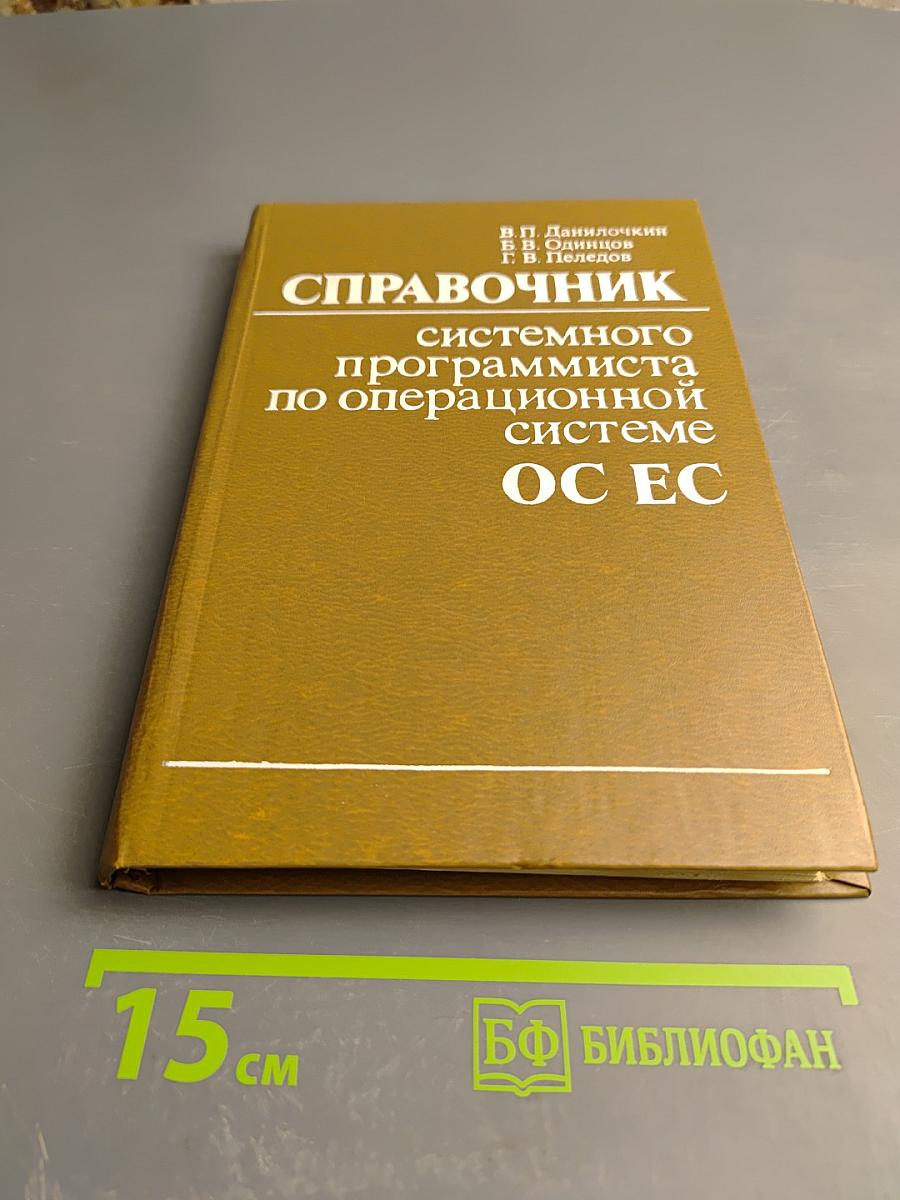 В. П. Данилочкин
Б. В. Одинцов
Г. В. Пеледов
СПРАВОЧНИК
системного
программиста
по операционной
системе
ОС ЕС
15 см
БФ БИБЛИОФАН